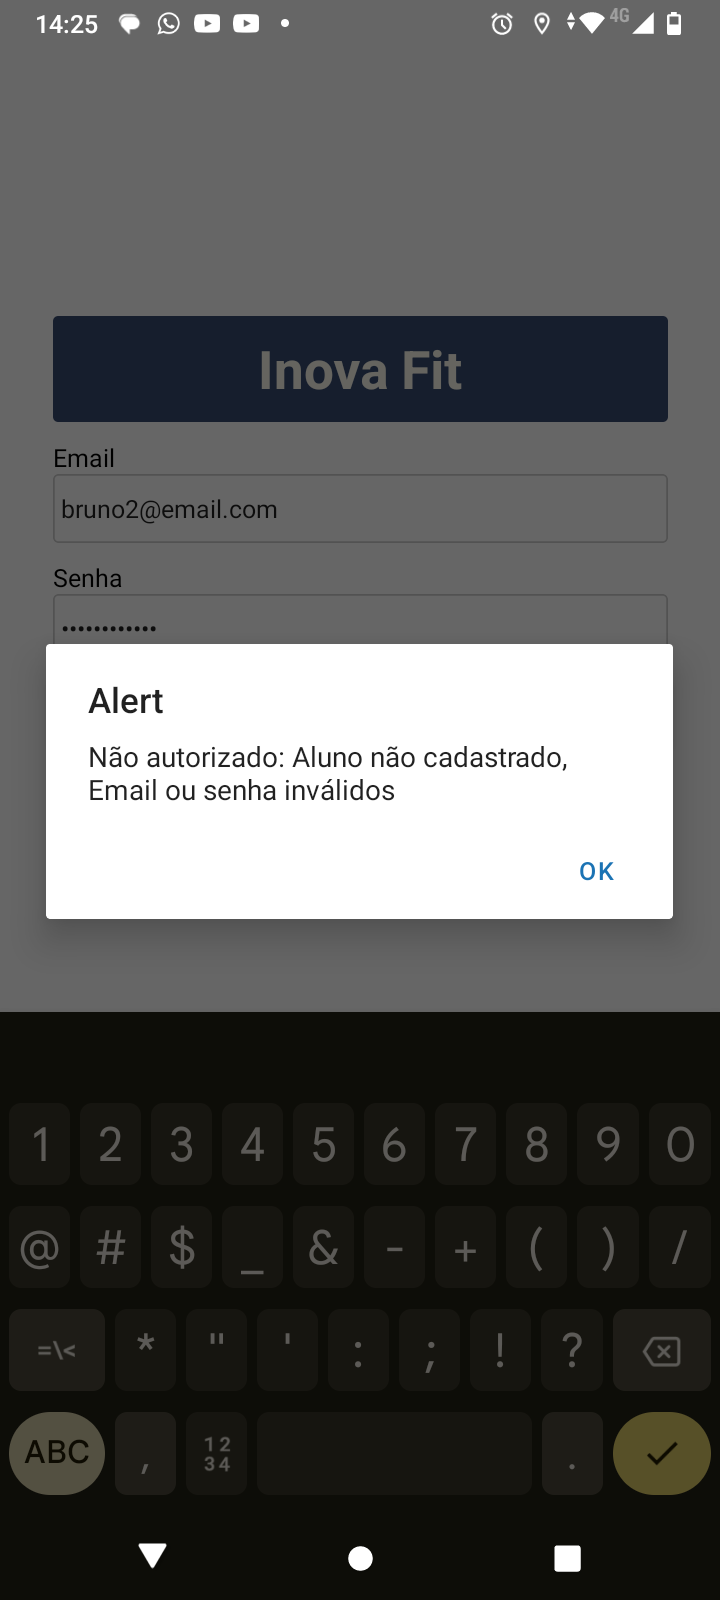 14:25
4G
Inova Fit
Email
bruno2@email.com
Senha
••••••••••••
Alert
Não autorizado: Aluno não cadastrado,
Email ou senha inválidos
OK
1 2 3 4 5 6 7 8 9 0
@ # $ _ & - + ( ) /
=\< * " ' : ; ! ?
ABC , 12 .
34